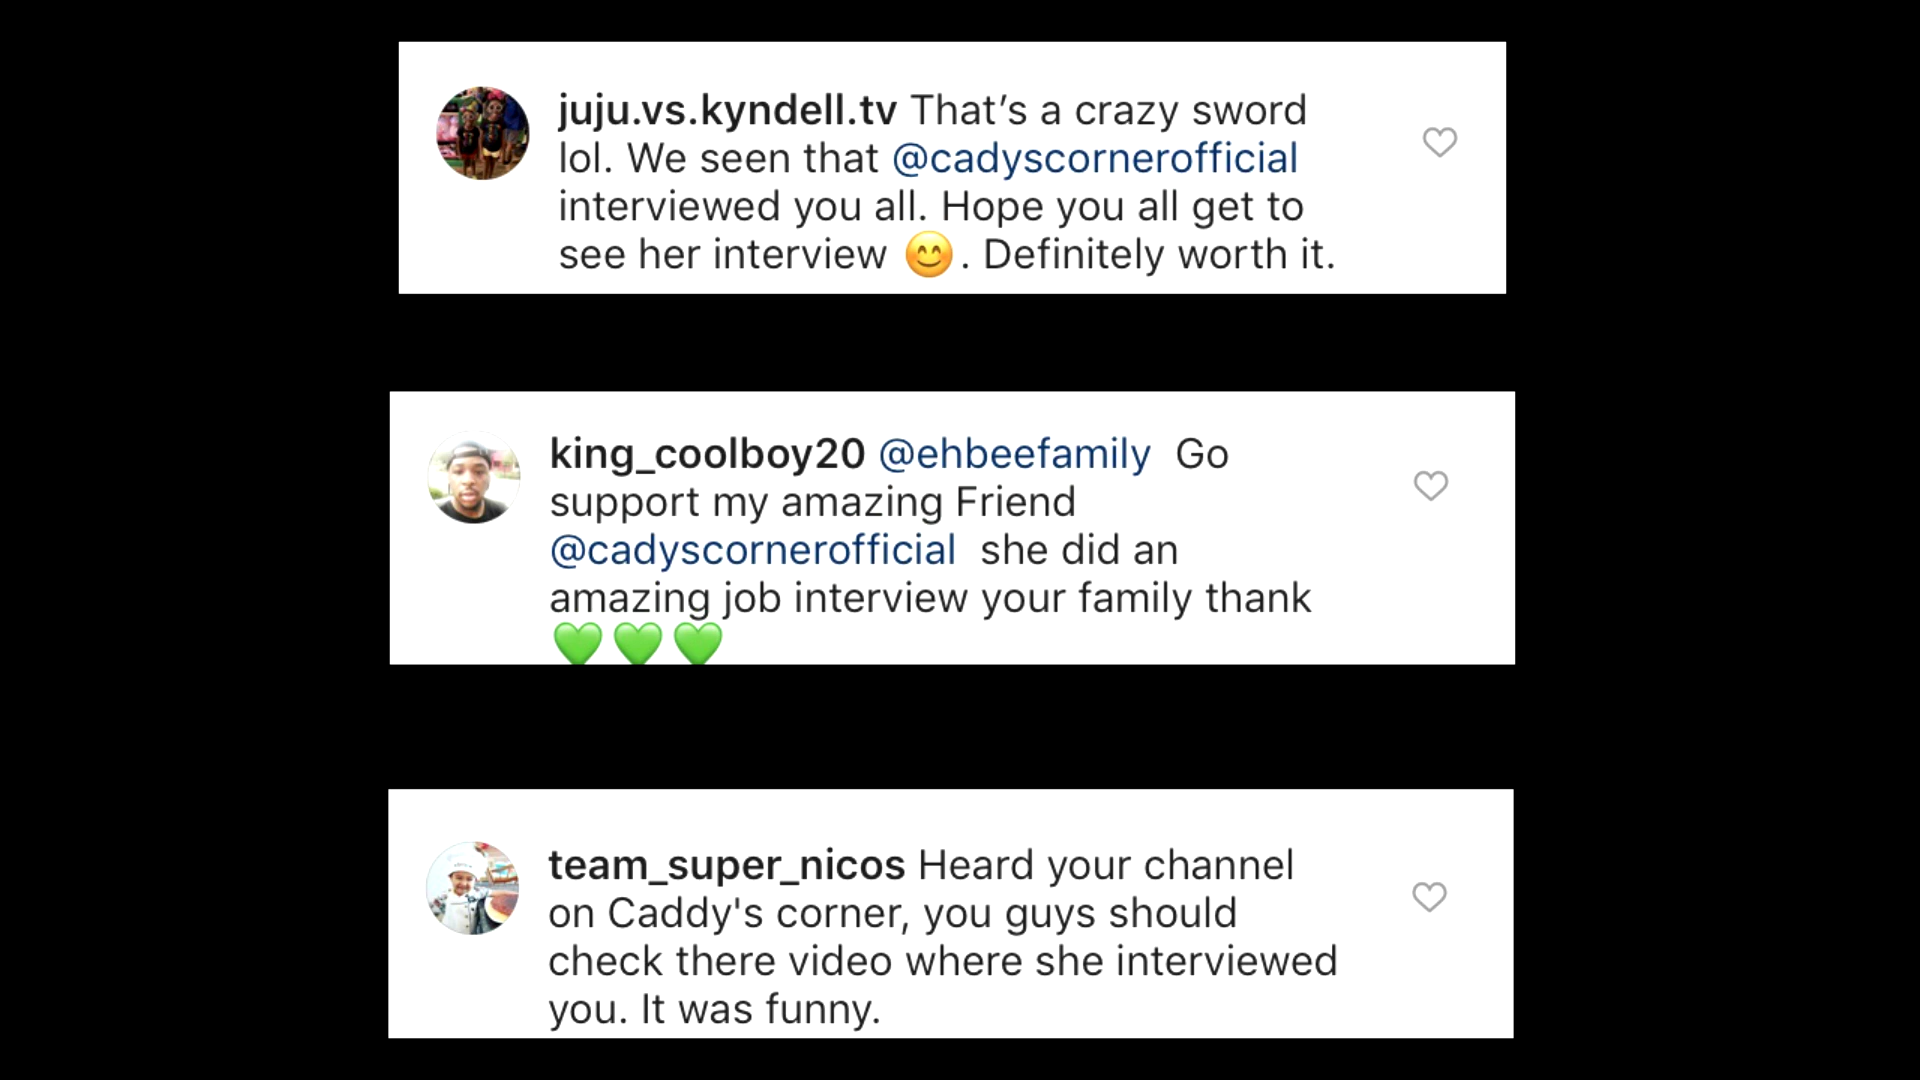 juju.vs.kyndell.tv That’s a crazy sword
lol. We seen that @cadyscornerofficial
interviewed you all. Hope you all get to
see her interview 😊. Definitely worth it.
king_coolboy20 @ehbeefamily Go
support my amazing Friend
@cadyscornerofficial she did an
amazing job interview your family thank
💚💚💚
team_super_nicos Heard your channel
on Caddy's corner, you guys should
check there video where she interviewed
you. It was funny.